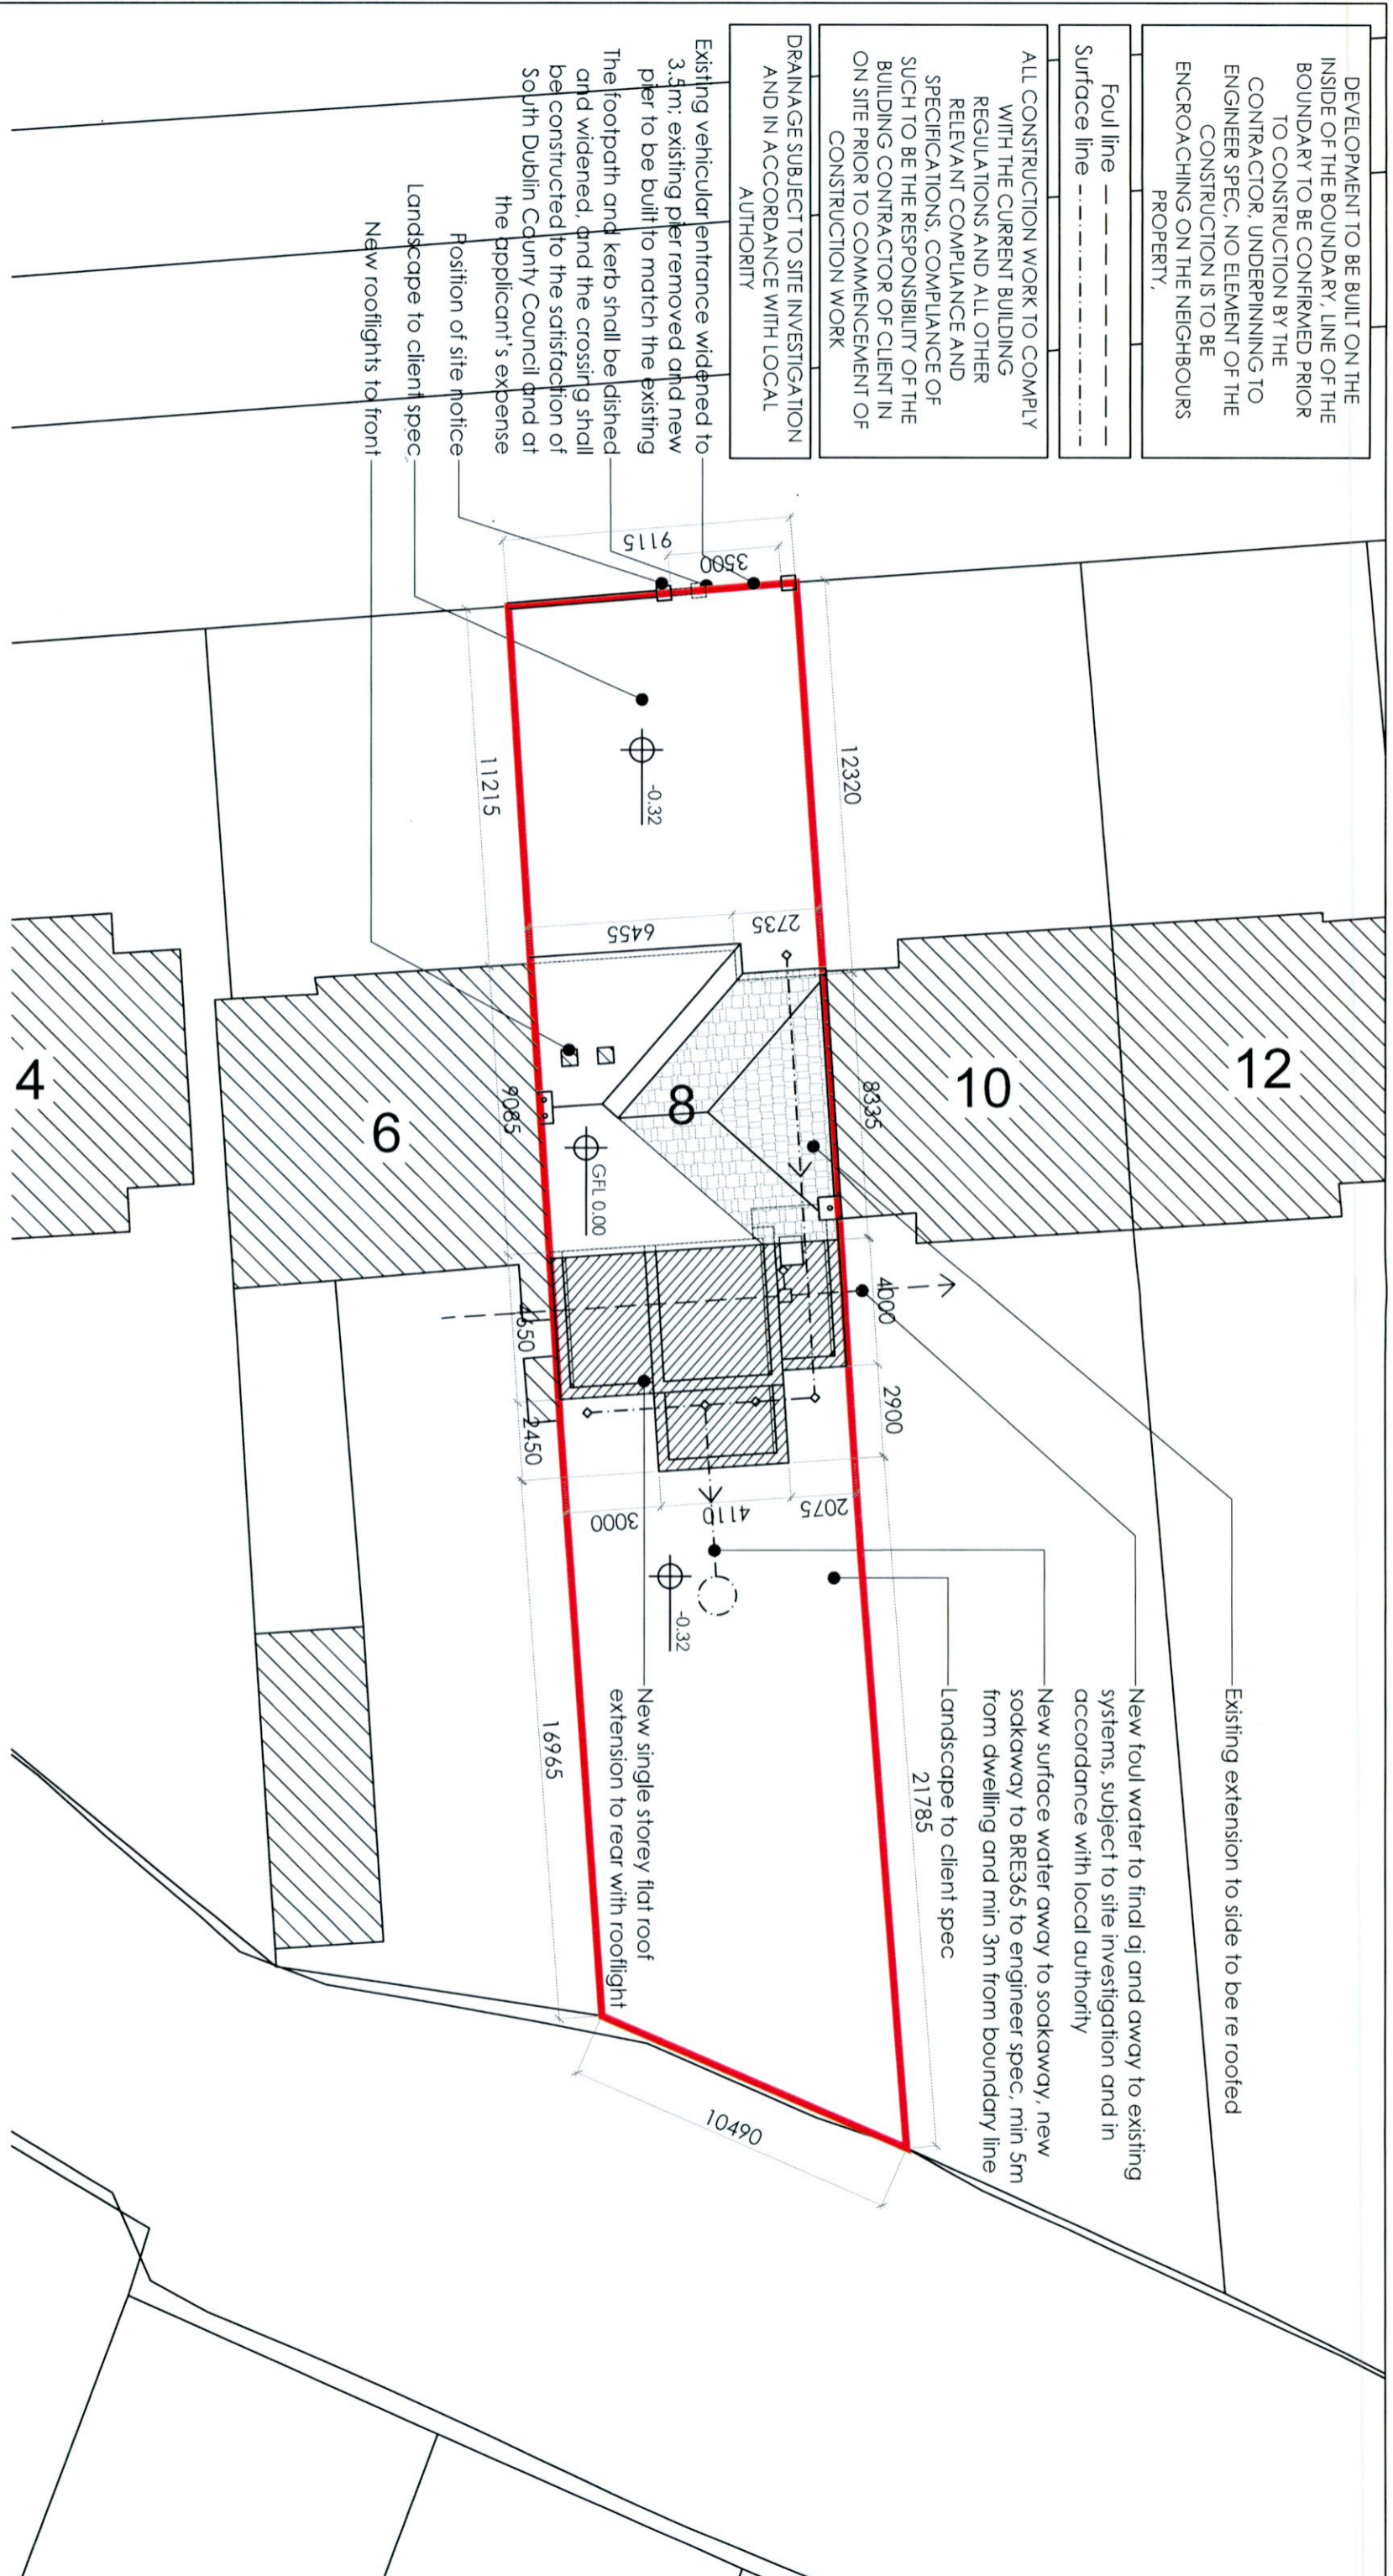 DEVELOPMENT TO BE BUILT ON THE
INSIDE OF THE BOUNDARY. LINE OF THE
BOUNDARY TO BE CONFIRMED PRIOR
TO CONSTRUCTION BY THE
CONTRACTOR. UNDERPINNING TO
ENGINEER SPEC, NO ELEMENT OF THE
CONSTRUCTION IS TO BE
ENCROACHING ON THE NEIGHBOURS
PROPERTY.
Foul line
Surface line
ALL CONSTRUCTION WORK TO COMPLY
WITH THE CURRENT BUILDING
REGULATIONS AND ALL OTHER
RELEVANT COMPLIANCE AND
SPECIFICATIONS, COMPLIANCE OF
SUCH TO BE THE RESPONSIBILITY OF THE
BUILDING CONTRACTOR OF CLIENT IN
ON SITE PRIOR TO COMMENCEMENT OF
CONSTRUCTION WORK
DRAINAGE SUBJECT TO SITE INVESTIGATION
AND IN ACCORDANCE WITH LOCAL
AUTHORITY
Existing vehicular entrance widened to
3.5m; existing pier removed and new
pier to be built to match the existing
The footpath and kerb shall be dished
and widened, and the crossing shall
be constructed to the satisfaction of
South Dublin County Council and at
the applicant's expense
Position of site notice
Landscape to client spec
New rooflights to front
9115
3500
12320
11215
-0.32
6455
2735
4
6
8
10
12
9085
8335
GFL 0.00
4650
4000
2450
2900
3000
4110
2075
-0.32
16965
21785
10490
Existing extension to side to be re roofed
New foul water to final aj and away to existing
systems, subject to site investigation and in
accordance with local authority
New surface water away to soakaway, new
soakaway to BRE365 to engineer spec, min 5m
from dwelling and min 3m from boundary line
Landscape to client spec
New single storey flat roof
extension to rear with rooflight